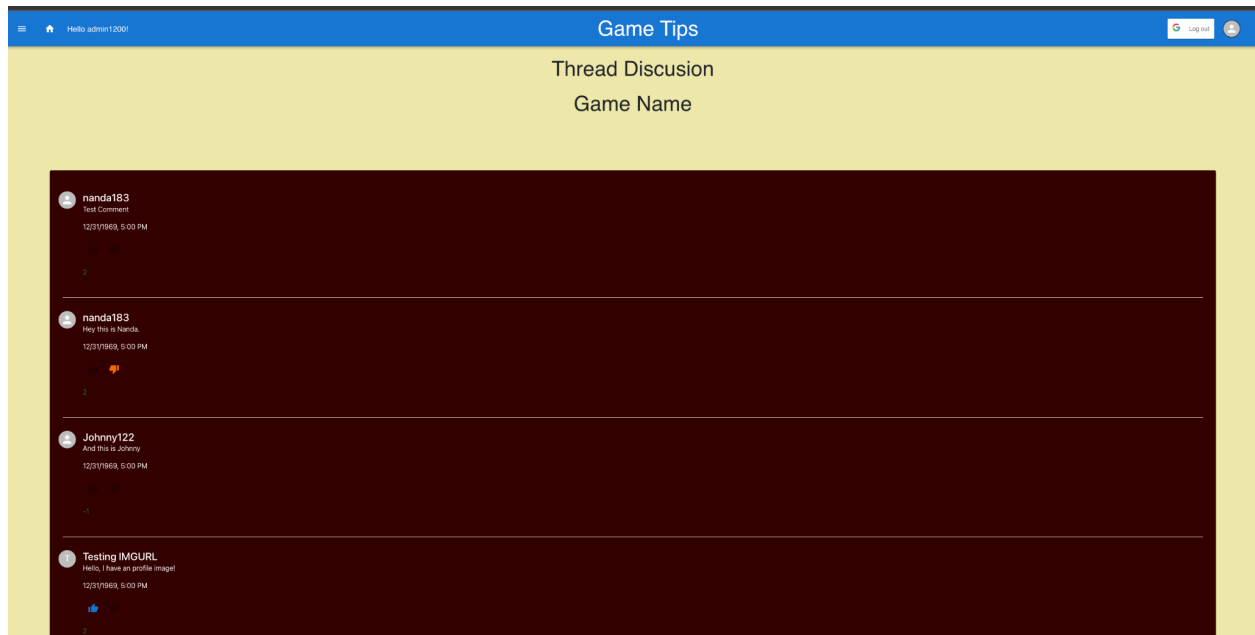 Hello admin1200!
Game Tips
Log out
Thread Discusion
Game Name
nanda183
Test Comment
12/31/1969, 5:00 PM
2
nanda183
Hey this is Nanda.
12/31/1969, 5:00 PM
2
Johnny122
And this is Johnny
12/31/1969, 5:00 PM
-1
T
Testing IMGURL
Hello, I have an profile image!
12/31/1969, 5:00 PM
2